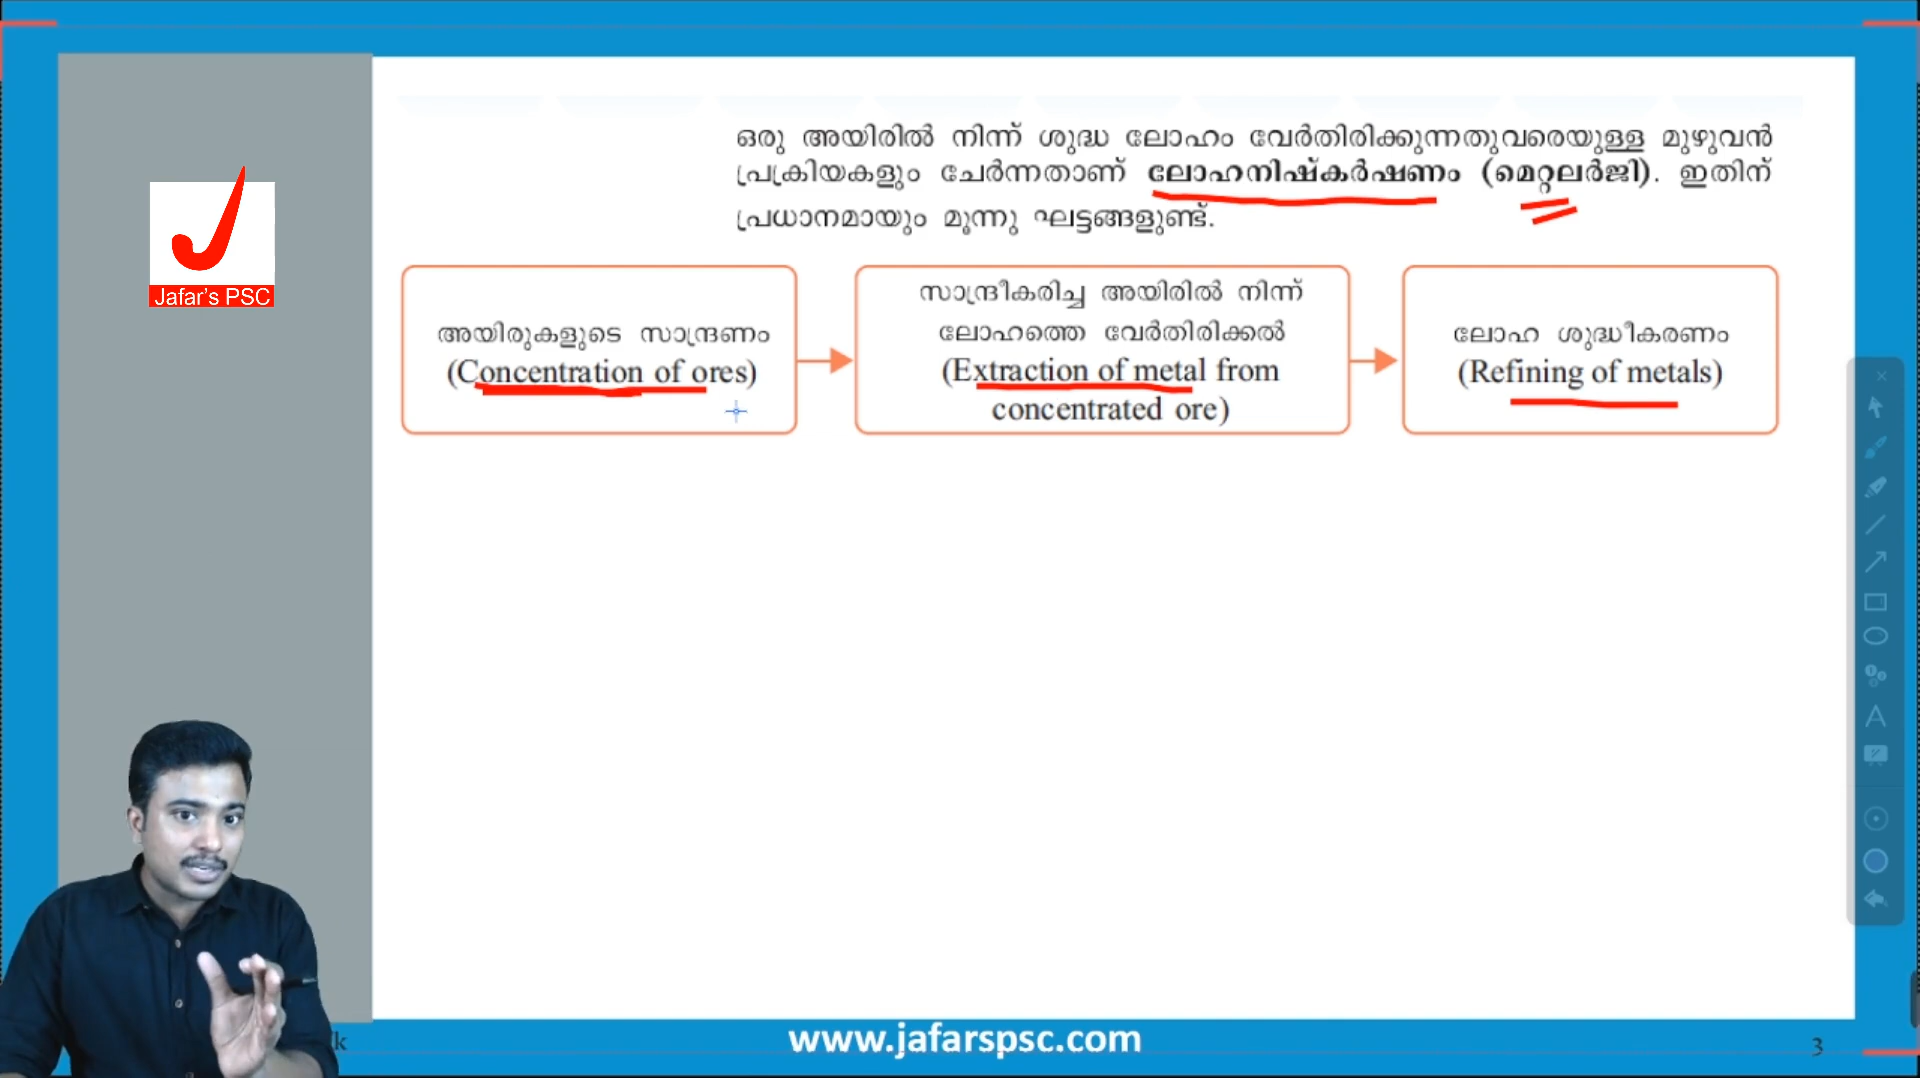 ഒരു അയിരിൽ നിന്ന് ശുദ്ധ ലോഹം വേർതിരിക്കുന്നതുവരെയുള്ള മുഴുവൻ
പ്രക്രിയകളും ചേർന്നതാണ് ലോഹനിഷ്കർഷണം (മെറ്റലർജി). ഇതിന്
പ്രധാനമായും മൂന്നു ഘട്ടങ്ങളുണ്ട്.
Jafar's PSC
അയിരുകളുടെ സാന്ദ്രണം
(Concentration of ores)
സാന്ദ്രീകരിച്ച അയിരിൽ നിന്ന്
ലോഹത്തെ വേർതിരിക്കൽ
(Extraction of metal from
concentrated ore)
ലോഹ ശുദ്ധീകരണം
(Refining of metals)
www.jafarspsc.com
3